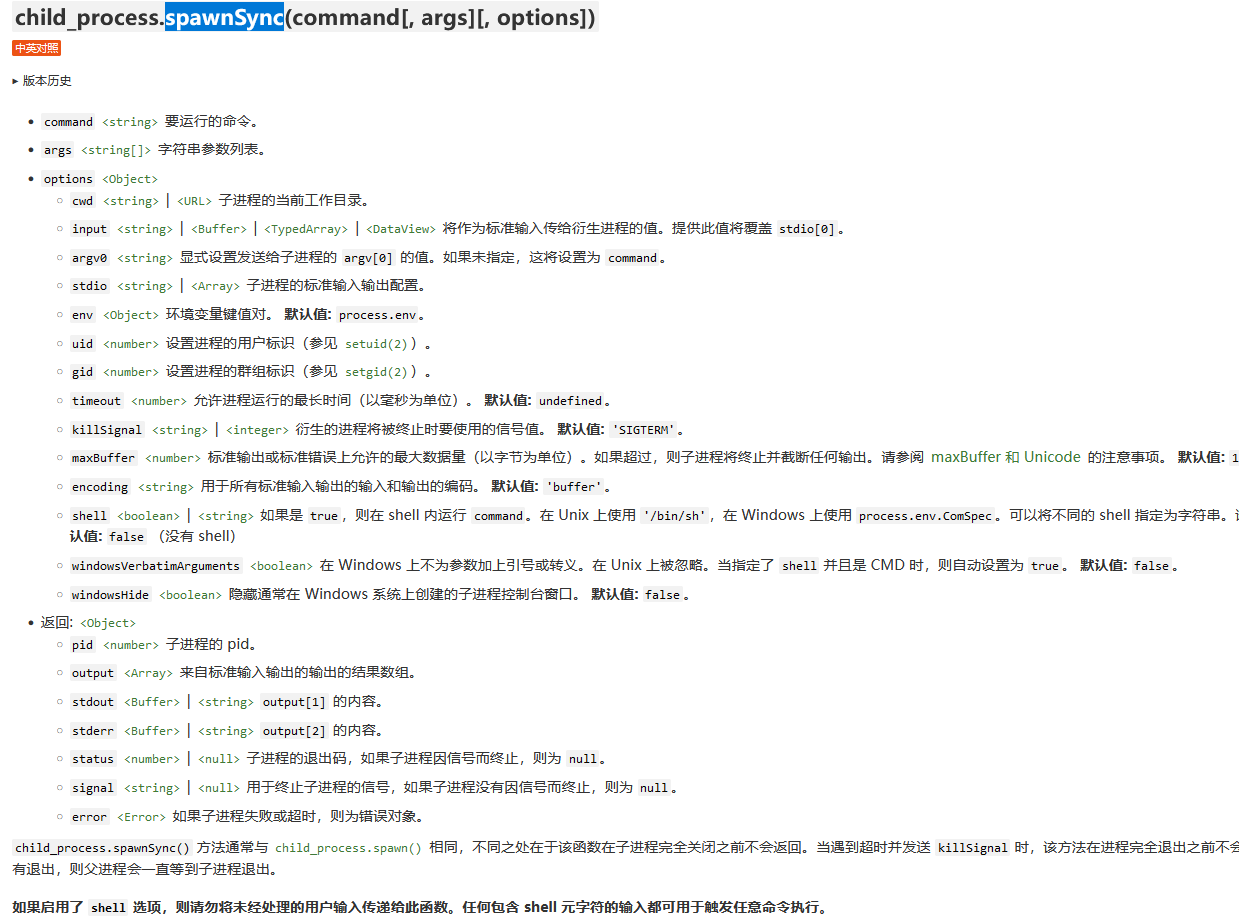 child_process.spawnSync(command[, args][, options])
中英对照
▸ 版本历史
• command <string> 要运行的命令。
• args <string[]> 字符串参数列表。
• options <Object>
◦ cwd <string> | <URL> 子进程的当前工作目录。
◦ input <string> | <Buffer> | <TypedArray> | <DataView> 将作为标准输入传给衍生进程的值。提供此值将覆盖 stdio[0]。
◦ argv0 <string> 显式设置发送给子进程的 argv[0] 的值。如果未指定，这将设置为 command。
◦ stdio <string> | <Array> 子进程的标准输入输出配置。
◦ env <Object> 环境变量键值对。 默认值: process.env。
◦ uid <number> 设置进程的用户标识（参见 setuid(2)）。
◦ gid <number> 设置进程的群组标识（参见 setgid(2)）。
◦ timeout <number> 允许进程运行的最长时间（以毫秒为单位）。 默认值: undefined。
◦ killSignal <string> | <integer> 衍生的进程将被终止时要使用的信号值。 默认值: 'SIGTERM'。
◦ maxBuffer <number> 标准输出或标准错误上允许的最大数据量（以字节为单位）。如果超过，则子进程将终止并截断任何输出。请参阅 maxBuffer 和 Unicode 的注意事项。 默认值: 1
◦ encoding <string> 用于所有标准输入输出的输入和输出的编码。 默认值: 'buffer'。
◦ shell <boolean> | <string> 如果是 true，则在 shell 内运行 command。在 Unix 上使用 '/bin/sh'，在 Windows 上使用 process.env.ComSpec。可以将不同的 shell 指定为字符串。
认值: false （没有 shell）
◦ windowsVerbatimArguments <boolean> 在 Windows 上不为参数加上引号或转义。在 Unix 上被忽略。当指定了 shell 并且是 CMD 时，则自动设置为 true。 默认值: false。
◦ windowsHide <boolean> 隐藏通常在 Windows 系统上创建的子进程控制台窗口。 默认值: false。
• 返回: <Object>
◦ pid <number> 子进程的 pid。
◦ output <Array> 来自标准输入输出的输出的结果数组。
◦ stdout <Buffer> | <string> output[1] 的内容。
◦ stderr <Buffer> | <string> output[2] 的内容。
◦ status <number> | <null> 子进程的退出码，如果子进程因信号而终止，则为 null。
◦ signal <string> | <null> 用于终止子进程的信号，如果子进程没有因信号而终止，则为 null。
◦ error <Error> 如果子进程失败或超时，则为错误对象。
child_process.spawnSync() 方法通常与 child_process.spawn() 相同，不同之处在于该函数在子进程完全关闭之前不会返回。当遇到超时并发送 killSignal 时，该方法在进程完全退出之前不会
有退出，则父进程会一直等到子进程退出。
如果启用了 shell 选项，则请勿将未经处理的用户输入传递给此函数。任何包含 shell 元字符的输入都可用于触发任意命令执行。